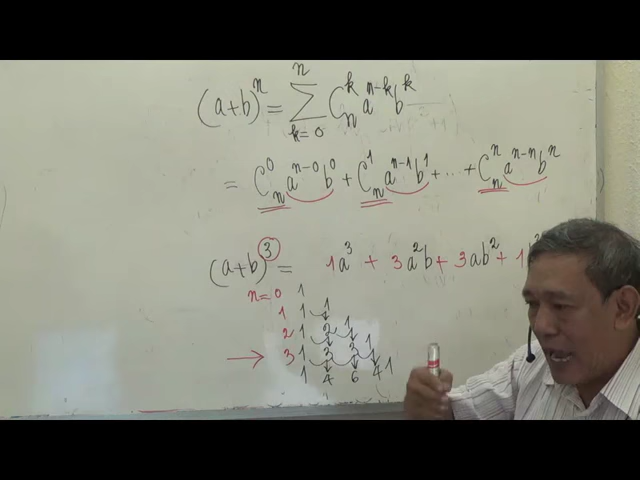 (a+b)^n = \sum_{k=0}^{n} C_n^k a^{n-k} b^k
= C_n^0 a^{n-0} b^0 + C_n^1 a^{n-1} b^1 + ... + C_n^n a^{n-n} b^n
(a+b)^3 = 1a^3 + 3a^2b + 3ab^2 + 1
n=0 1
1 1 1
2 1 2 1
→ 3 1 3 3 1
1 4 6 4 1